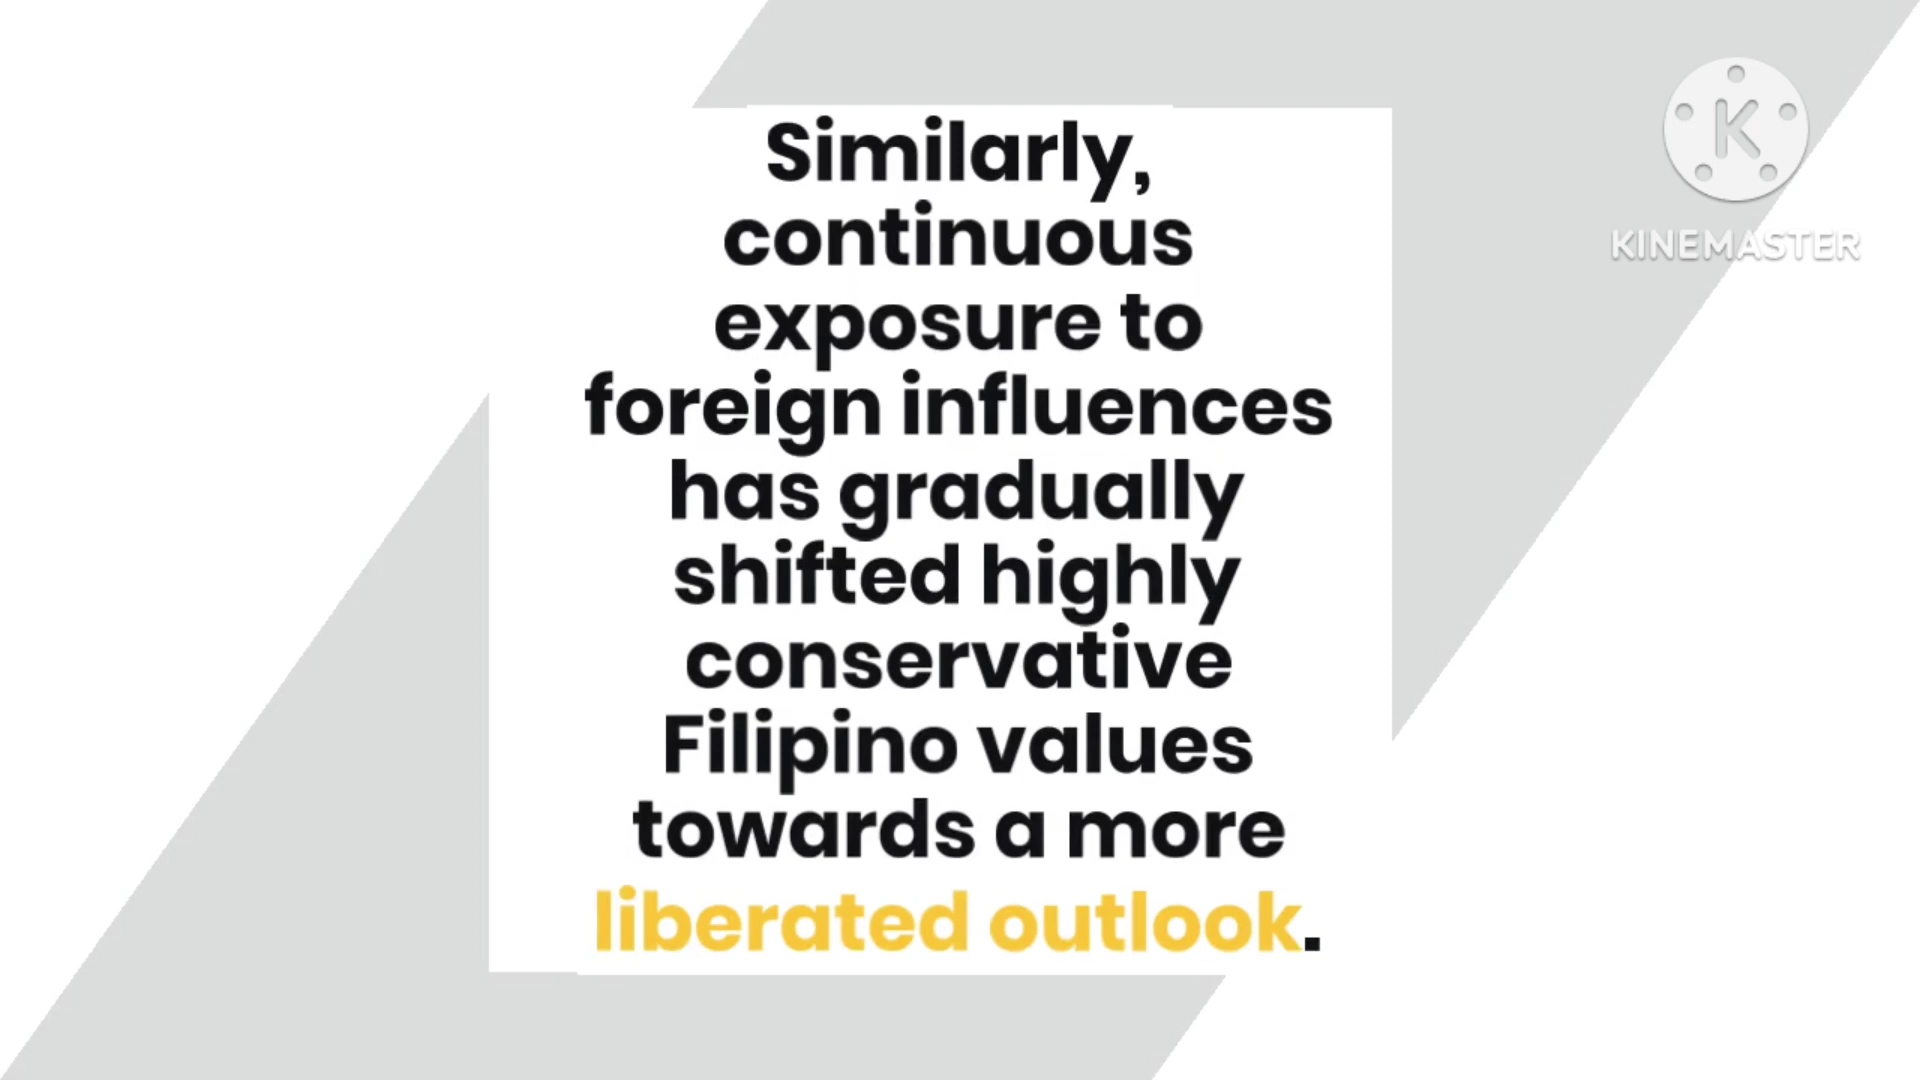 Similarly,
continuous
exposure to
foreign influences
has gradually
shifted highly
conservative
Filipino values
towards a more
liberated outlook.
K
KINEMASTER